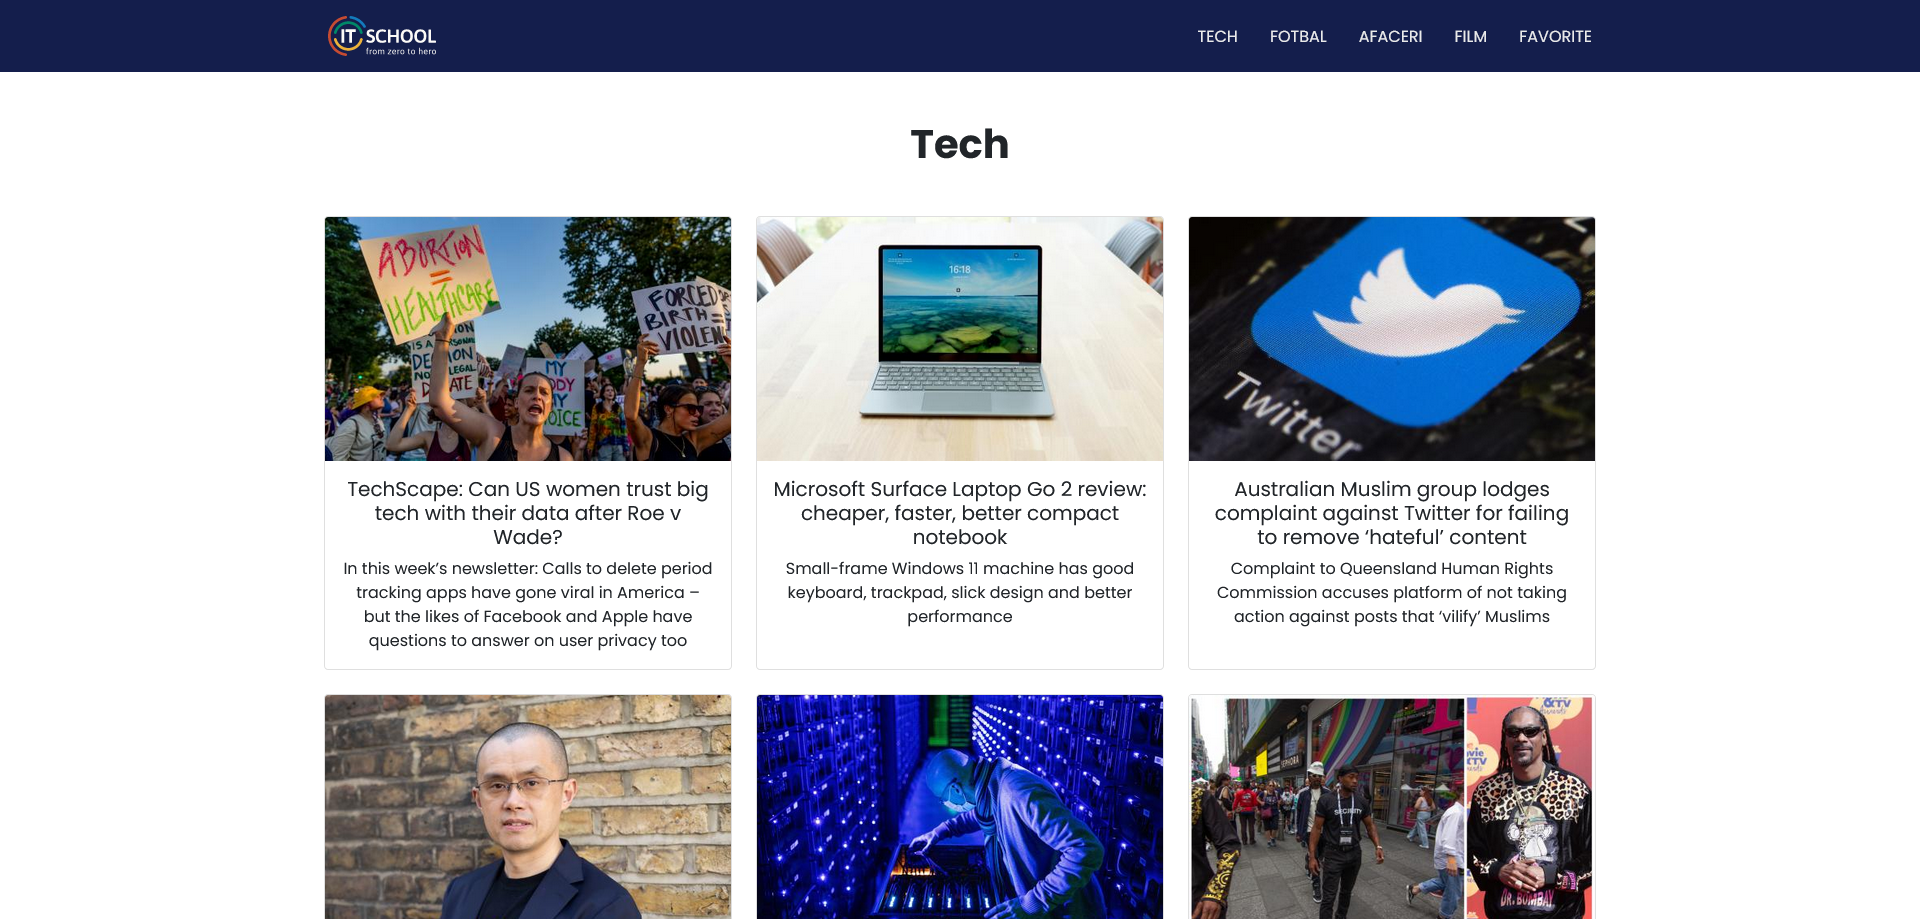 IT SCHOOL
from zero to hero
TECH FOTBAL AFACERI FILM FAVORITE
Tech
ABORTION
=
HEALTHCARE
FORCED
BIRTH =
VIOLEN
MY
BODY
MY
CHOICE
16:18
Twitter
TechScape: Can US women trust big
tech with their data after Roe v
Wade?
In this week’s newsletter: Calls to delete period
tracking apps have gone viral in America –
but the likes of Facebook and Apple have
questions to answer on user privacy too
Microsoft Surface Laptop Go 2 review:
cheaper, faster, better compact
notebook
Small-frame Windows 11 machine has good
keyboard, trackpad, slick design and better
performance
Australian Muslim group lodges
complaint against Twitter for failing
to remove ‘hateful’ content
Complaint to Queensland Human Rights
Commission accuses platform of not taking
action against posts that ‘vilify’ Muslims
SEPHORA
SECURITY
DR. BOMBAY